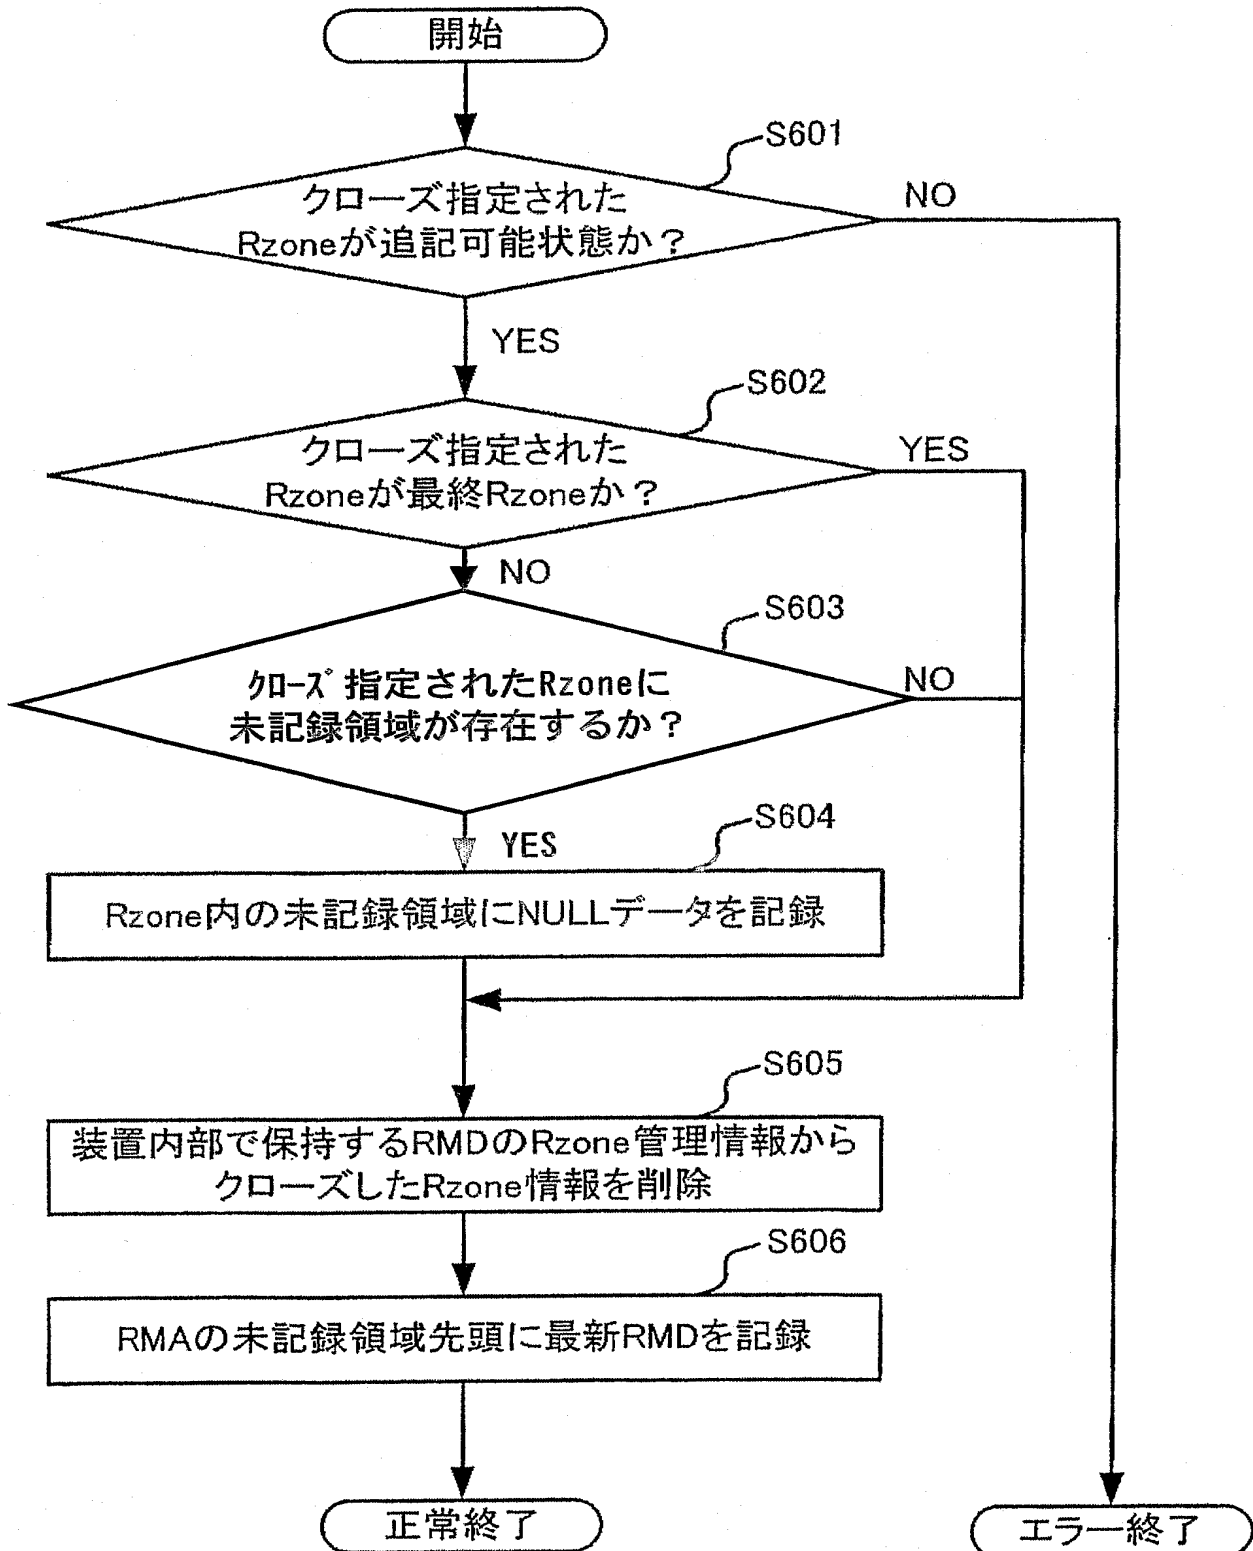 開始
S601
クローズ指定された
Rzoneが追記可能状態か？
NO
YES
S602
クローズ指定された
Rzoneが最終Rzoneか？
YES
NO
S603
ｸﾛｰｽﾞ指定されたRzoneに
未記録領域が存在するか？
NO
YES
S604
Rzone内の未記録領域にNULLデータを記録
S605
装置内部で保持するRMDのRzone管理情報から
クローズしたRzone情報を削除
S606
RMAの未記録領域先頭に最新RMDを記録
正常終了
エラー終了